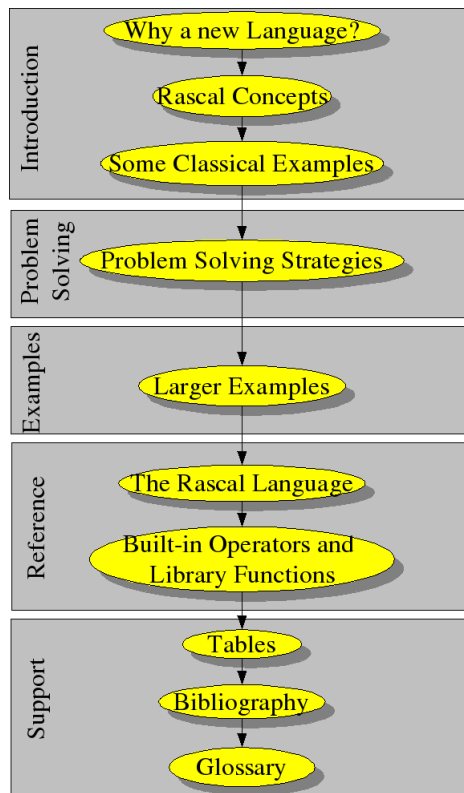 Introduction
Why a new Language?
Rascal Concepts
Some Classical Examples
Problem
Solving
Problem Solving Strategies
Examples
Larger Examples
Reference
The Rascal Language
Built-in Operators and
Library Functions
Support
Tables
Bibliography
Glossary